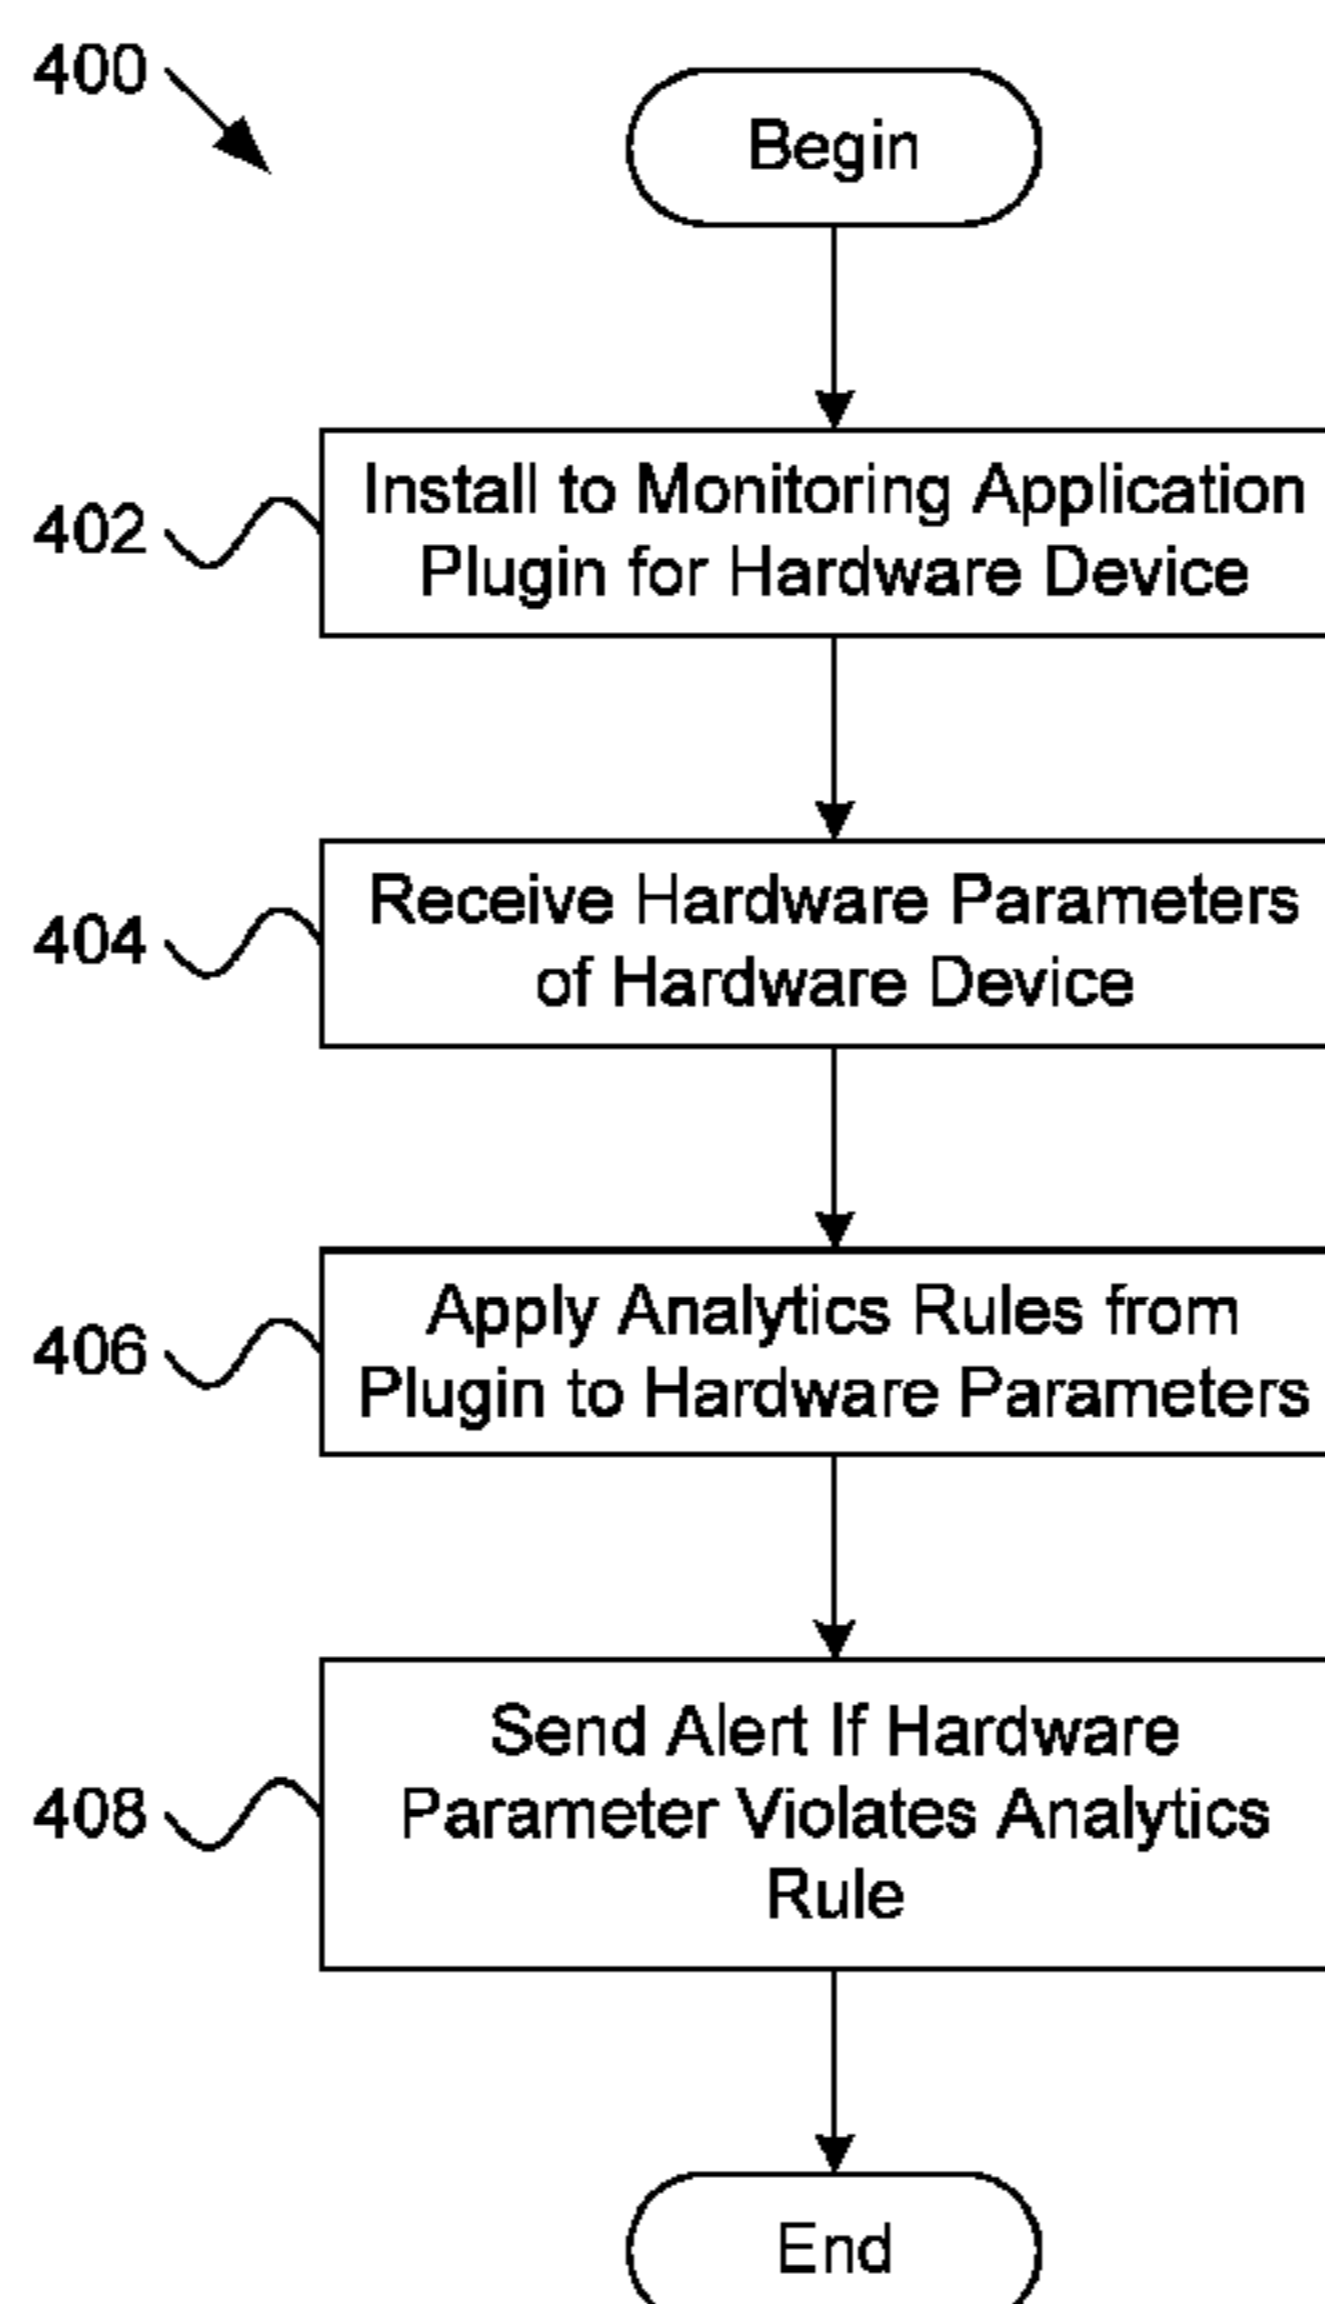 400
Begin
402
Install to Monitoring Application
Plugin for Hardware Device
404
Receive Hardware Parameters
of Hardware Device
406
Apply Analytics Rules from
Plugin to Hardware Parameters
408
Send Alert If Hardware
Parameter Violates Analytics
Rule
End